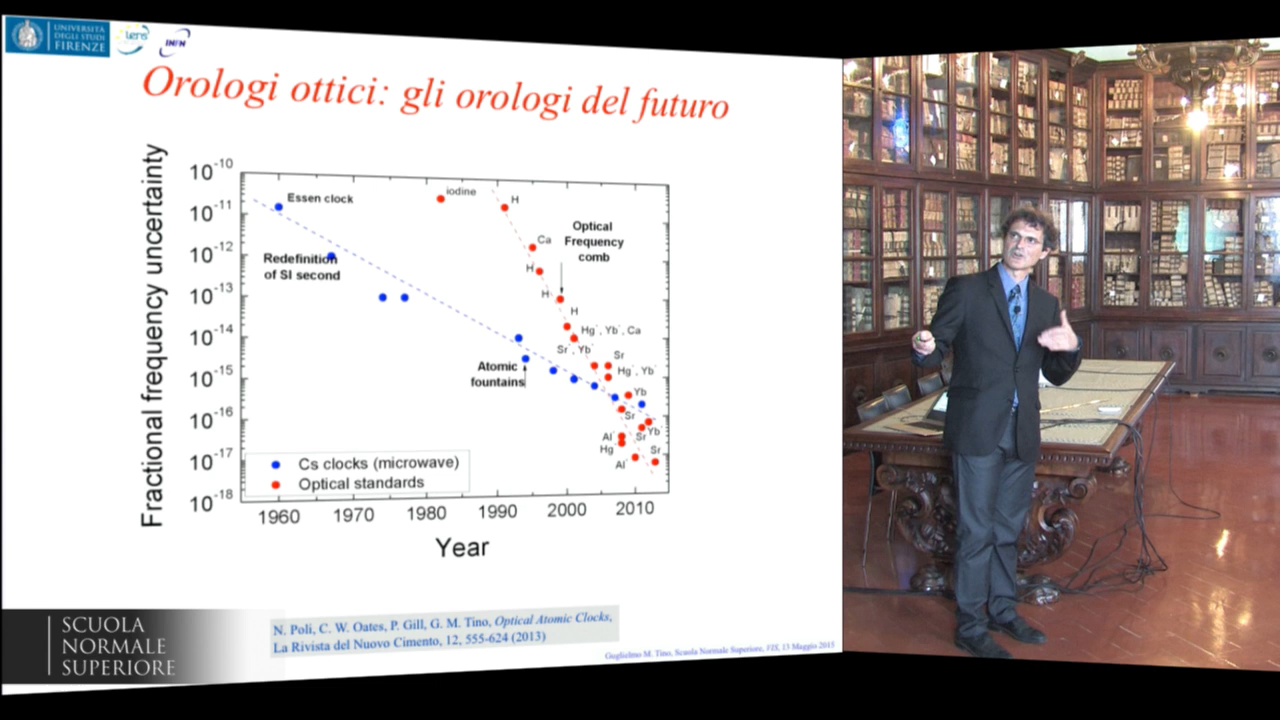 UNIVERSITÀ
DEGLI STUDI
FIRENZE
lens
INFN
Orologi ottici: gli orologi del futuro
Fractional frequency uncertainty
10⁻¹⁰
10⁻¹¹
10⁻¹²
10⁻¹³
10⁻¹⁴
10⁻¹⁵
10⁻¹⁶
10⁻¹⁷
10⁻¹⁸
Essen clock
iodine
H
Redefinition
of SI second
Ca
Optical
Frequency
comb
H
H
H
Hg⁺, Yb⁺, Ca
Sr⁺, Yb⁺
Sr
Hg⁺, Yb⁺
Atomic
fountains
Yb
Sr
Yb⁺
Al⁺
Sr⁺
Hg⁺
Sr
Al⁺
Cs clocks (microwave)
Optical standards
1960 1970 1980 1990 2000 2010
Year
N. Poli, C. W. Oates, P. Gill, G. M. Tino, Optical Atomic Clocks,
La Rivista del Nuovo Cimento, 12, 555-624 (2013)
Guglielmo M. Tino, Scuola Normale Superiore, VIS, 13 Maggio 2015
SCUOLA
NORMALE
SUPERIORE